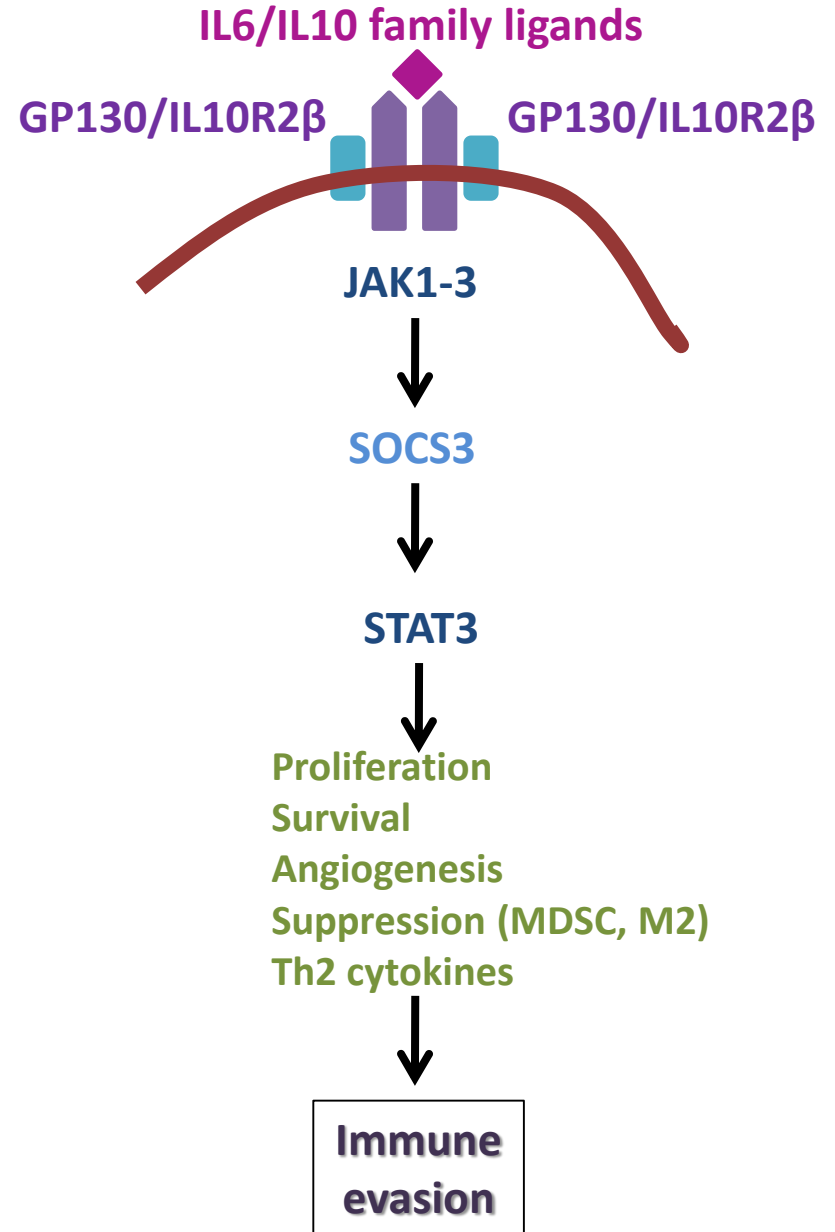 IL6/IL10 family ligands
GP130/IL10R2β
GP130/IL10R2β
JAK1-3
SOCS3
STAT3
Proliferation
Survival
Angiogenesis
Suppression (MDSC, M2)
Th2 cytokines
Immune
evasion